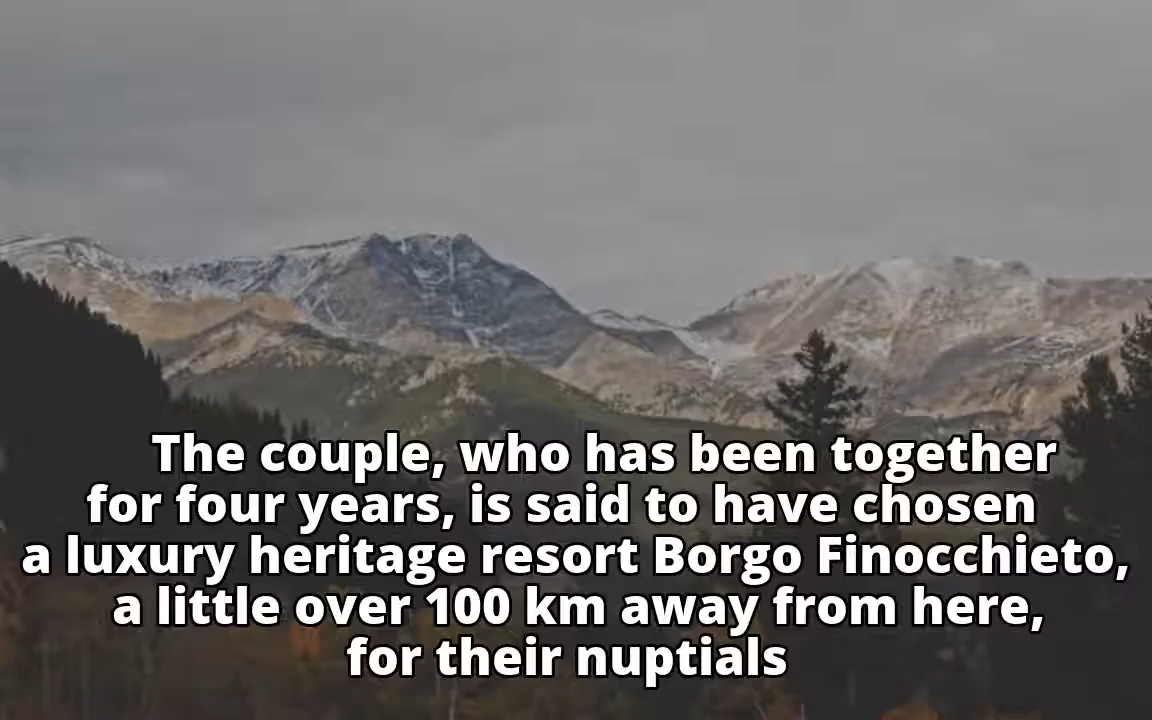 The couple, who has been together
for four years, is said to have chosen
a luxury heritage resort Borgo Finocchieto,
a little over 100 km away from here,
for their nuptials